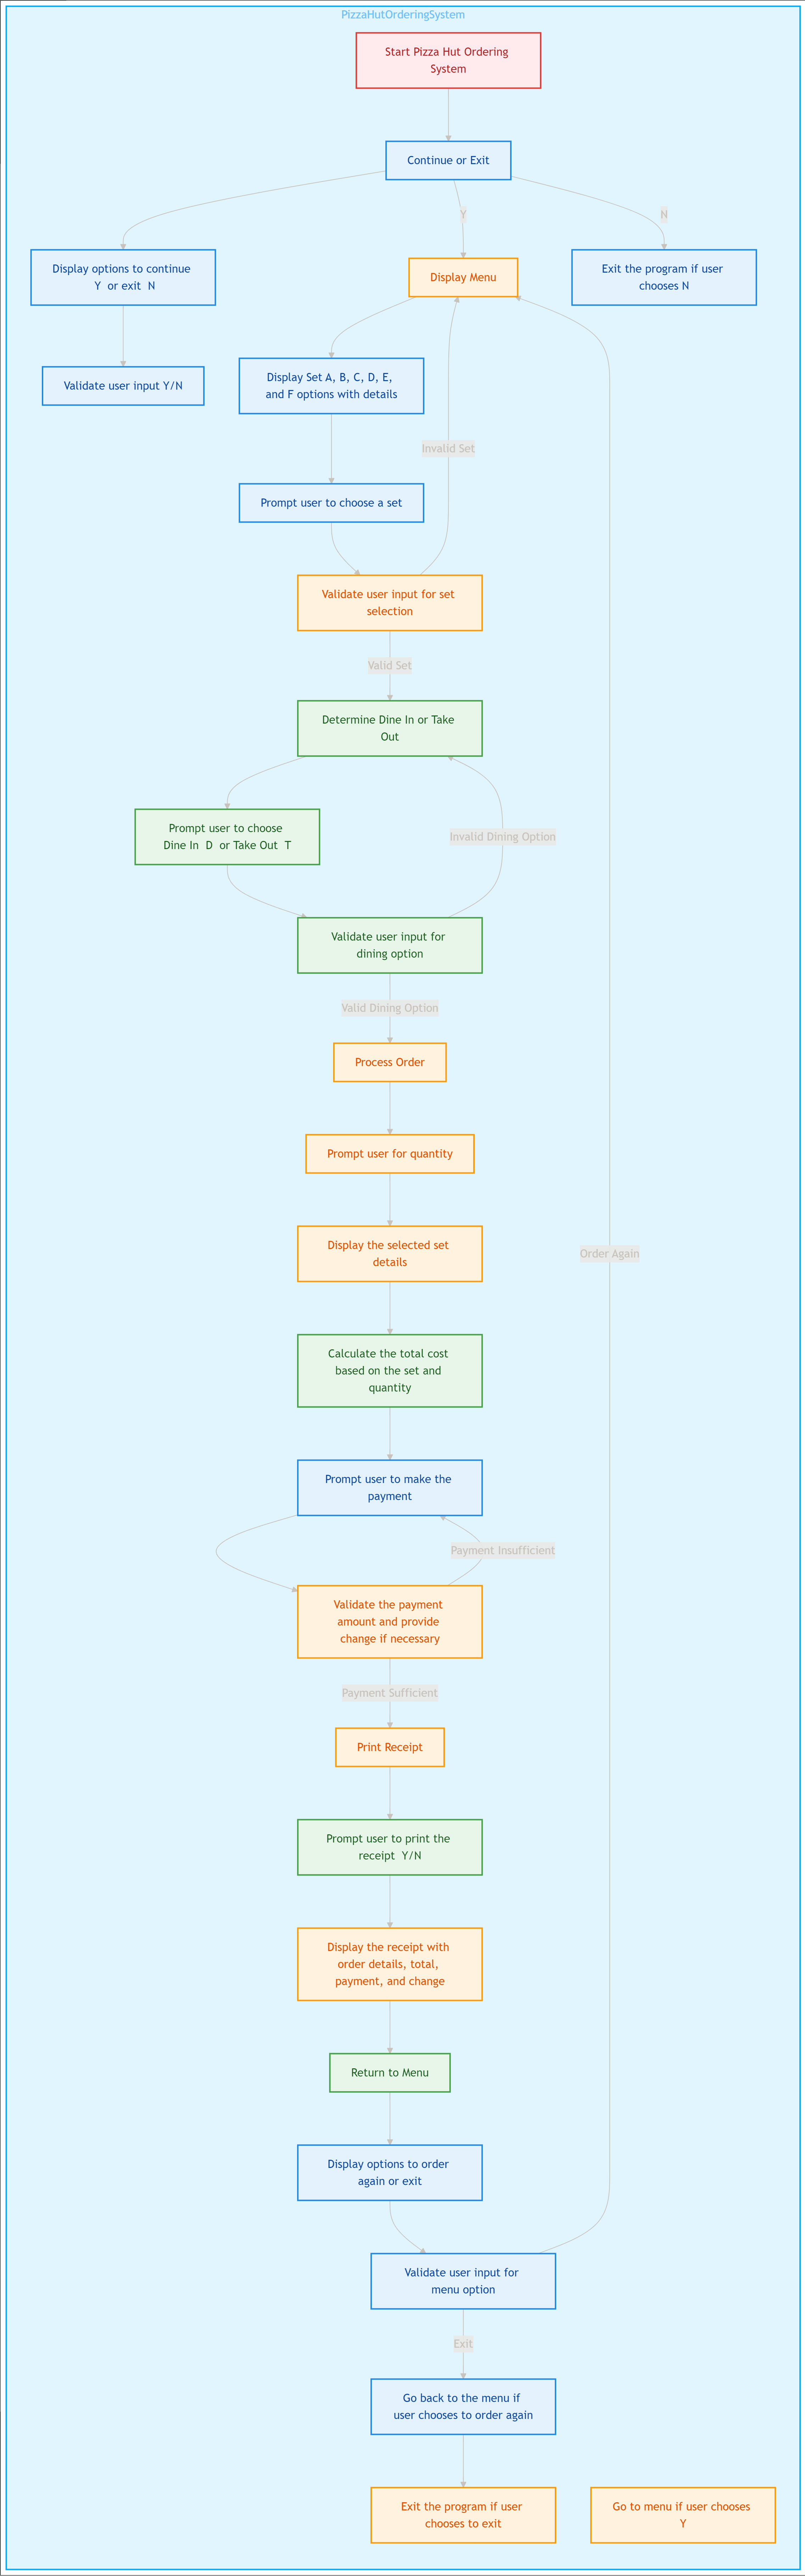 PizzaHutOrderingSystem
Start Pizza Hut Ordering
System
Continue or Exit
Y
N
Display options to continue
Y or exit N
Display Menu
Exit the program if user
chooses N
Validate user input Y/N
Display Set A, B, C, D, E,
and F options with details
Invalid Set
Prompt user to choose a set
Validate user input for set
selection
Valid Set
Determine Dine In or Take
Out
Prompt user to choose
Dine In D or Take Out T
Invalid Dining Option
Validate user input for
dining option
Valid Dining Option
Process Order
Prompt user for quantity
Display the selected set
details
Order Again
Calculate the total cost
based on the set and
quantity
Prompt user to make the
payment
Payment Insufficient
Validate the payment
amount and provide
change if necessary
Payment Sufficient
Print Receipt
Prompt user to print the
receipt Y/N
Display the receipt with
order details, total,
payment, and change
Return to Menu
Display options to order
again or exit
Validate user input for
menu option
Exit
Go back to the menu if
user chooses to order again
Exit the program if user
chooses to exit
Go to menu if user chooses
Y